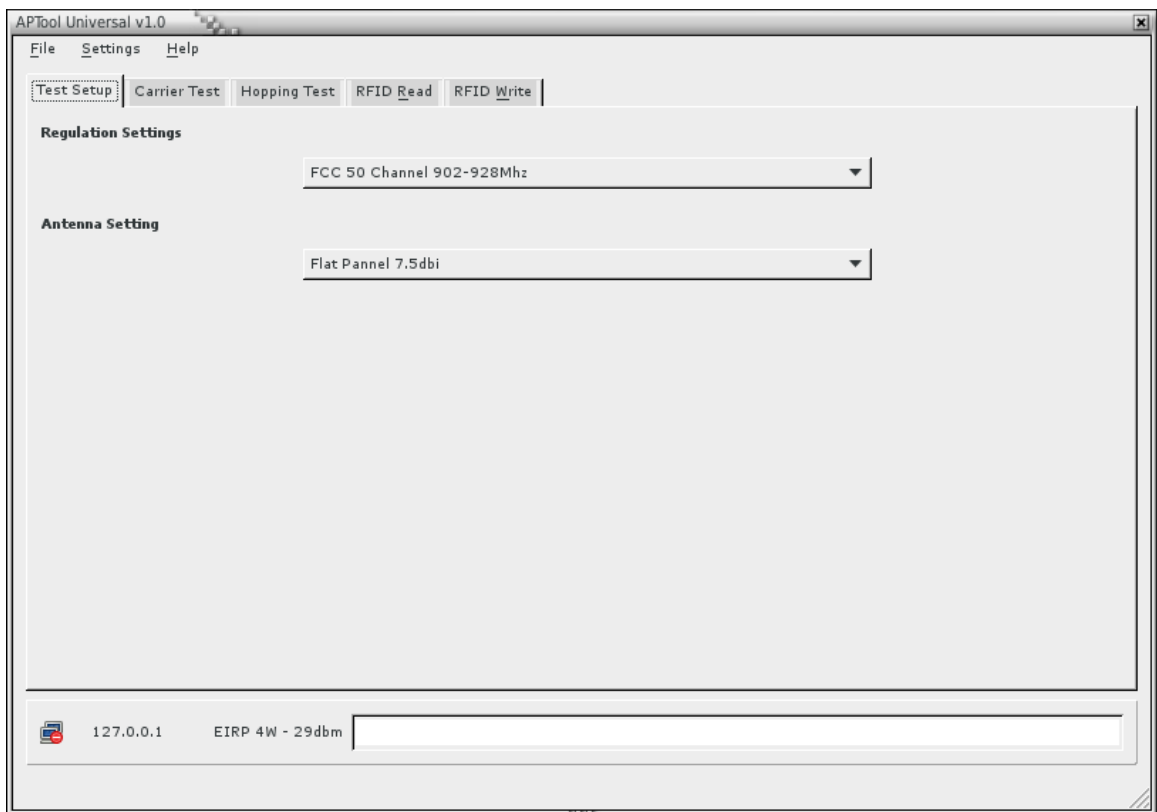 APTool Universal v1.0
File Settings Help
Test Setup Carrier Test Hopping Test RFID Read RFID Write
Regulation Settings
FCC 50 Channel 902-928Mhz
Antenna Setting
Flat Pannel 7.5dbi
127.0.0.1 EIRP 4W - 29dbm